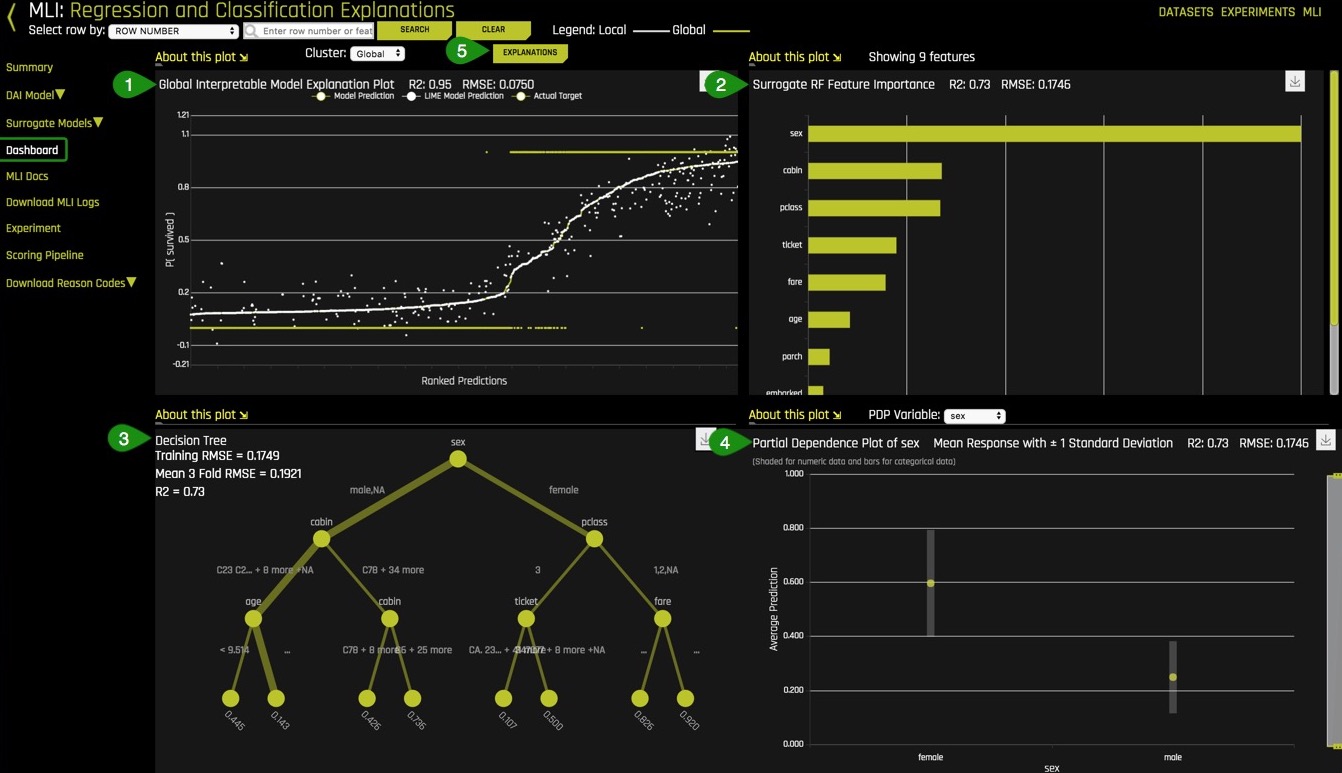 MLI: Regression and Classification Explanations
DATASETS EXPERIMENTS MLI
Select row by: ROW NUMBER Enter row number or feat SEARCH CLEAR Legend: Local Global
Summary
DAI Model
Surrogate Models
Dashboard
MLI Docs
Download MLI Logs
Experiment
Scoring Pipeline
Download Reason Codes
About this plot Cluster: Global 5 EXPLANATIONS
1 Global Interpretable Model Explanation Plot R2: 0.95 RMSE: 0.0750
Model Prediction LIME Model Prediction Actual Target
1.21
1.1
0.8
0.5
0.2
-0.1
-0.21
P( survived )
Ranked Predictions
About this plot Showing 9 features
2 Surrogate RF Feature Importance R2: 0.73 RMSE: 0.1746
sex
cabin
pclass
ticket
fare
age
parch
embarked
About this plot
3 Decision Tree
Training RMSE = 0.1749
Mean 3 Fold RMSE = 0.1921
R2 = 0.73
sex
male,NA female
cabin pclass
C23 C2... + 8 more +NA C78 + 34 more 3 1,2,NA
age cabin ticket fare
< 9.514 ... C78 + 8 more + 25 more CA. 23... + + 8 more +NA ... ...
0.445 0.143 0.426 0.736 0.107 0.500 0.826 0.920
About this plot PDP Variable: sex
4 Partial Dependence Plot of sex Mean Response with ± 1 Standard Deviation R2: 0.73 RMSE: 0.1746
(Shaded for numeric data and bars for categorical data)
1.000
0.800
0.600
0.400
0.200
0.000
Average Prediction
female male
sex